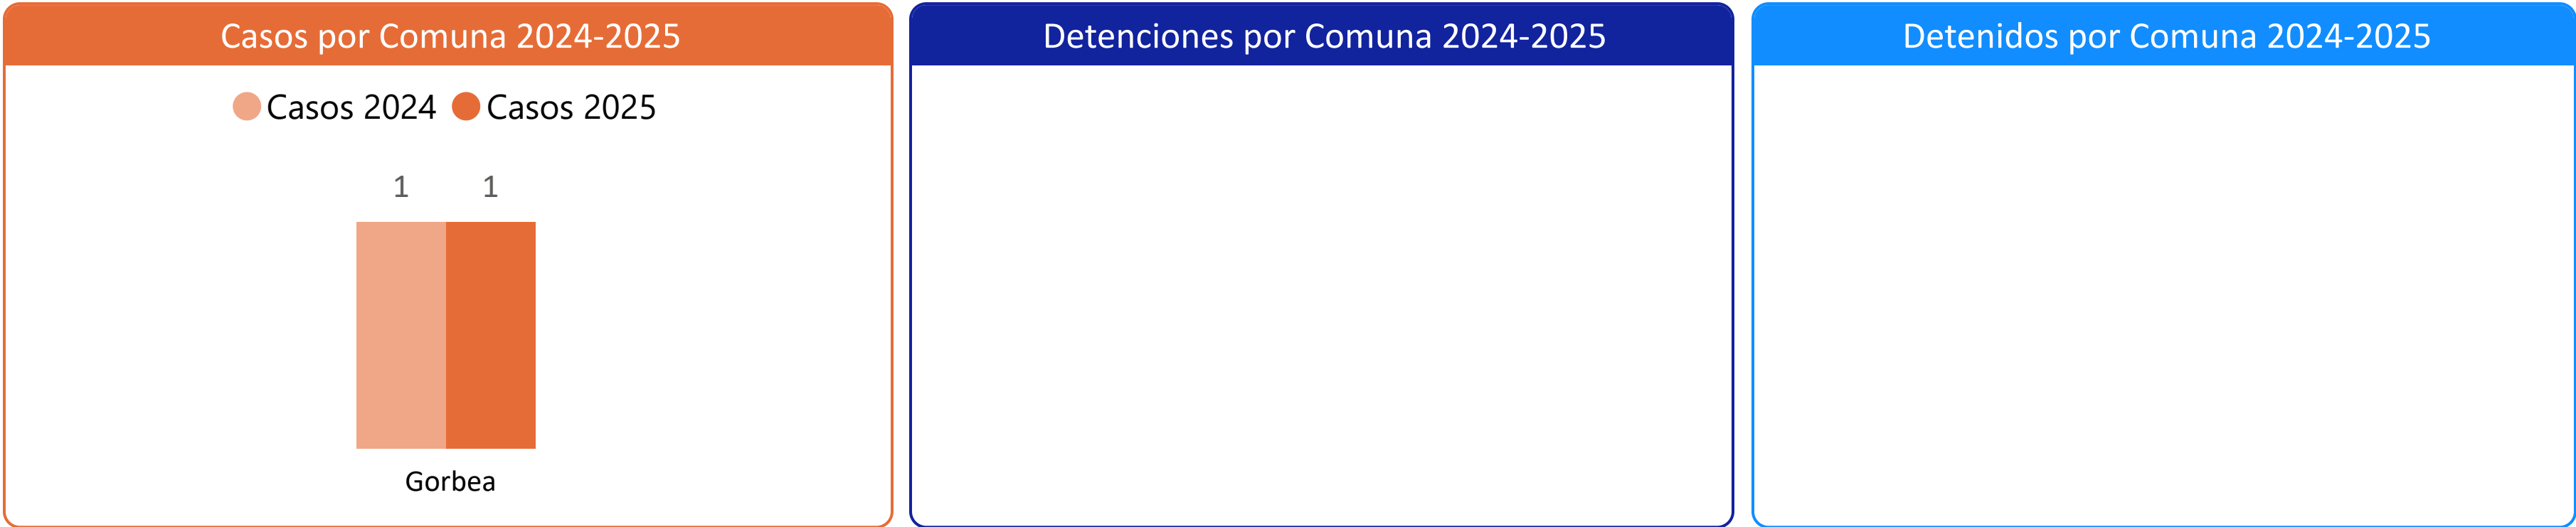 Casos por Comuna 2024-2025
Casos 2024 Casos 2025
1 1
Gorbea
Detenciones por Comuna 2024-2025
Detenidos por Comuna 2024-2025